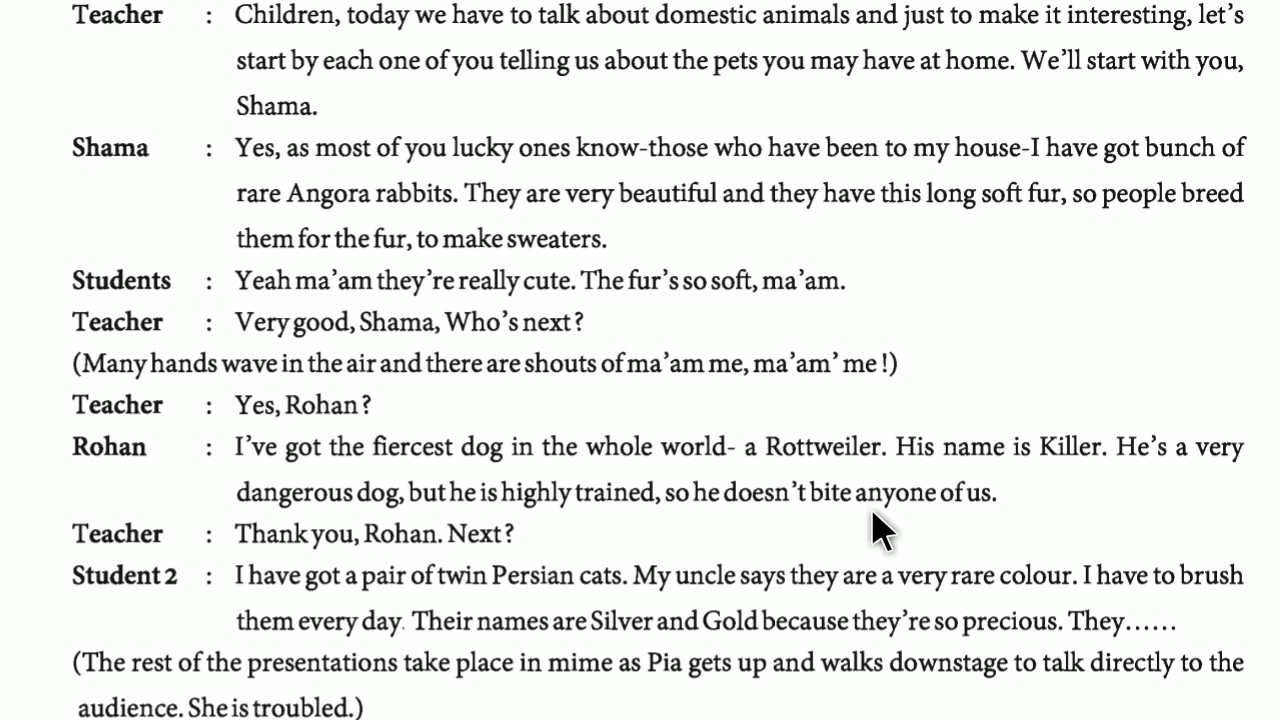 Teacher : Children, today we have to talk about domestic animals and just to make it interesting, let's
start by each one of you telling us about the pets you may have at home. We'll start with you,
Shama.
Shama : Yes, as most of you lucky ones know-those who have been to my house-I have got bunch of
rare Angora rabbits. They are very beautiful and they have this long soft fur, so people breed
them for the fur, to make sweaters.
Students : Yeah ma'am they're really cute. The fur's so soft, ma'am.
Teacher : Very good, Shama, Who's next?
(Many hands wave in the air and there are shouts of ma'am me, ma'am' me !)
Teacher : Yes, Rohan?
Rohan : I've got the fiercest dog in the whole world- a Rottweiler. His name is Killer. He's a very
dangerous dog, but he is highly trained, so he doesn't bite anyone of us.
Teacher : Thank you, Rohan. Next?
Student 2 : I have got a pair of twin Persian cats. My uncle says they are a very rare colour. I have to brush
them every day. Their names are Silver and Gold because they're so precious. They......
(The rest of the presentations take place in mime as Pia gets up and walks downstage to talk directly to the
audience. She is troubled.)